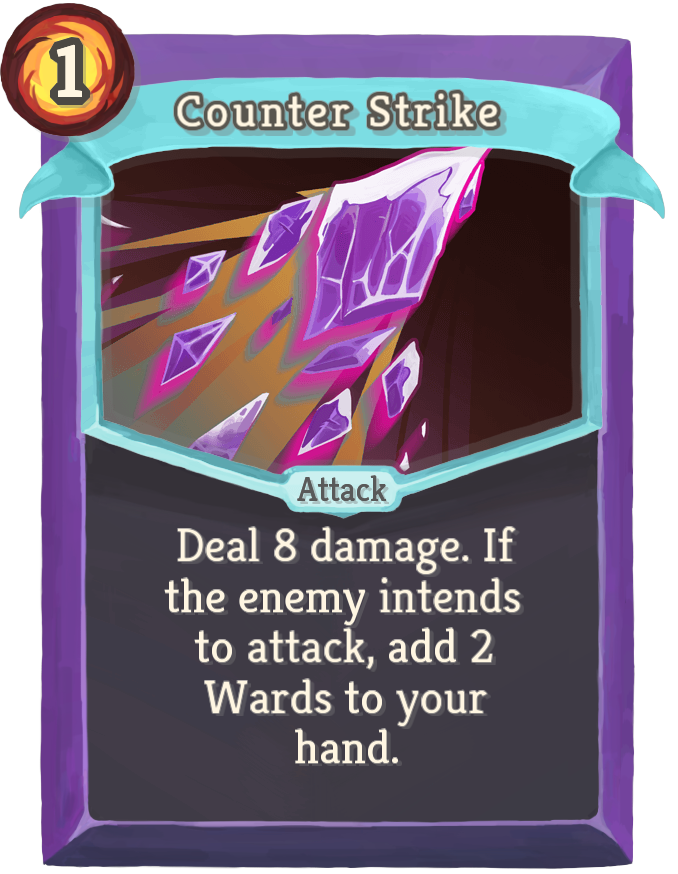 1
Counter Strike
Attack
Deal 8 damage. If
the enemy intends
to attack, add 2
Wards to your
hand.